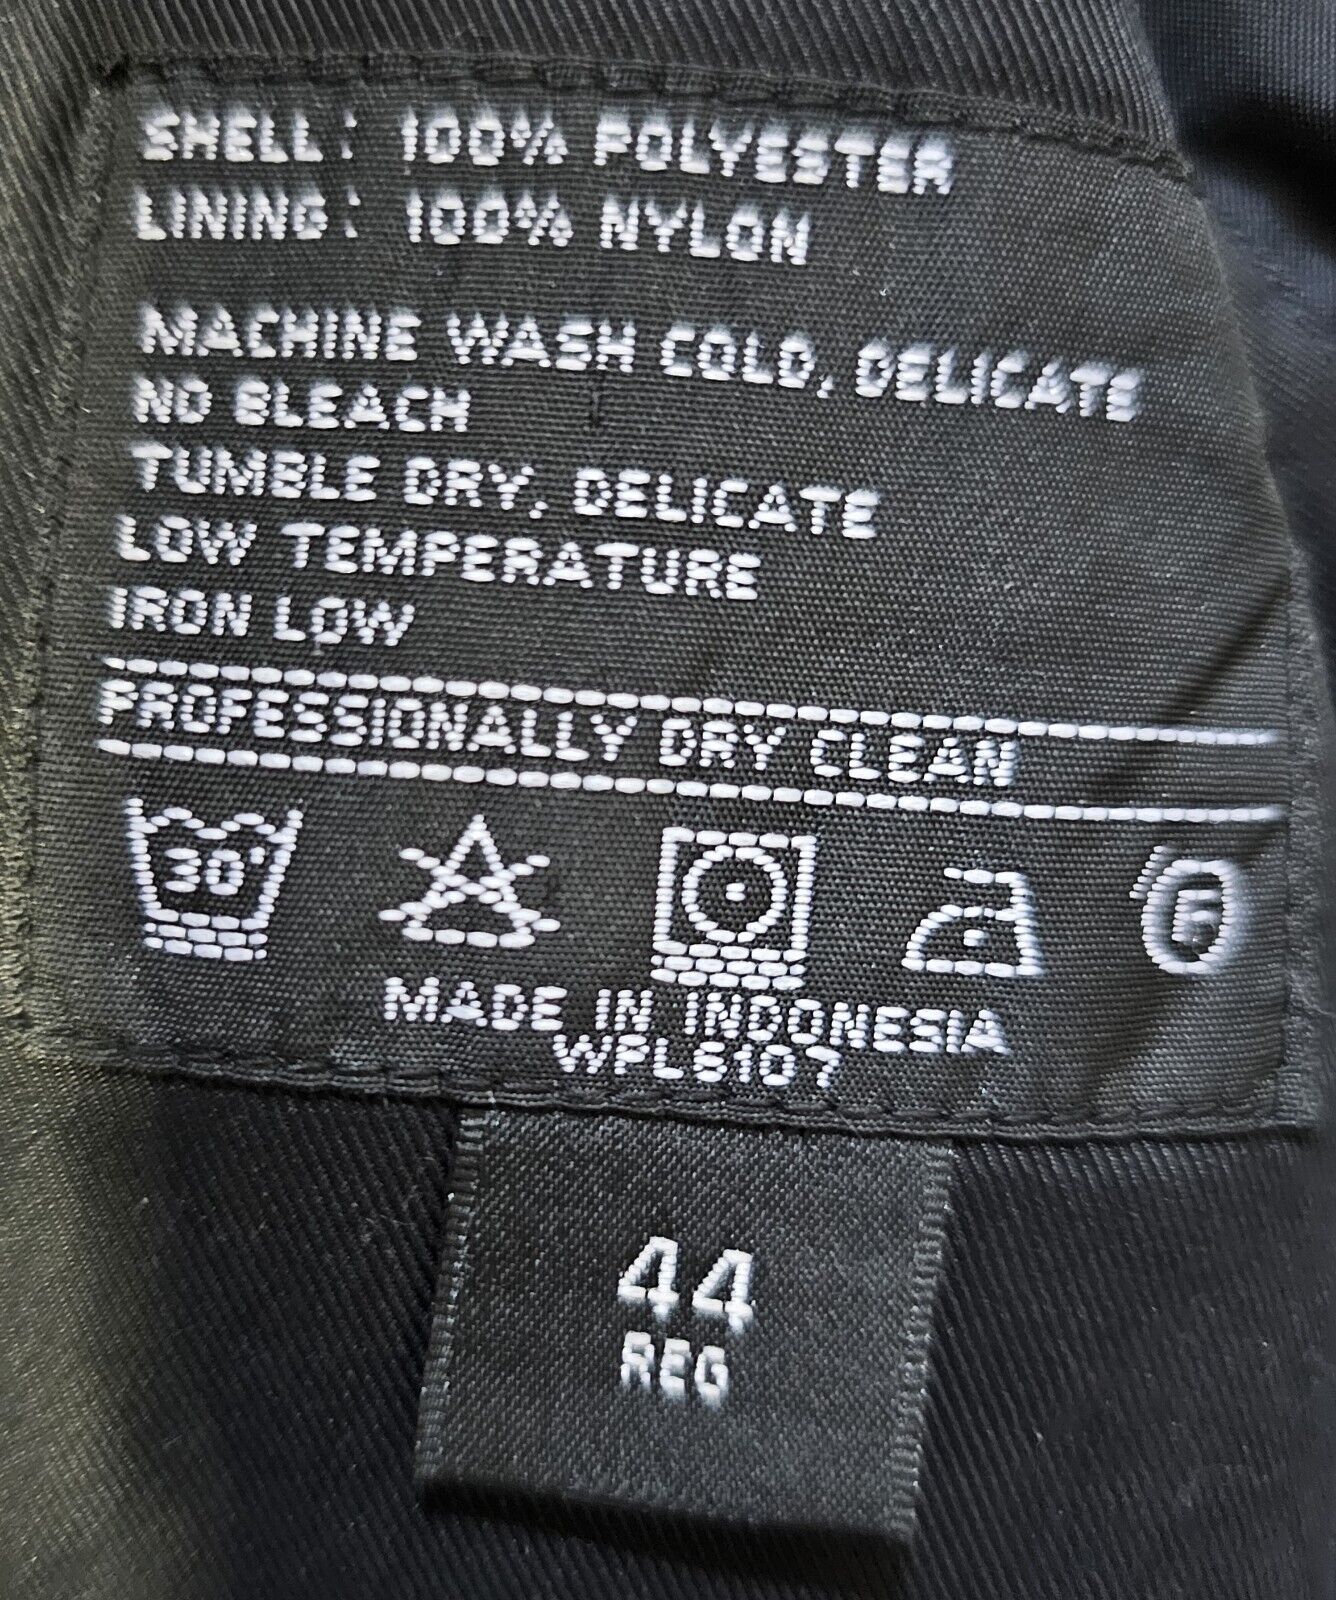 SHELL: 100% POLYESTER
LINING: 100% NYLON
MACHINE WASH COLD, DELICATE
NO BLEACH
TUMBLE DRY, DELICATE
LOW TEMPERATURE
IRON LOW
PROFESSIONALLY DRY CLEAN
30° F
MADE IN INDONESIA
WPL6107
44
REG